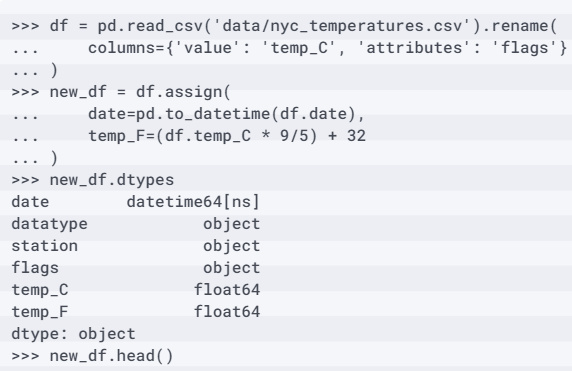 >>> df = pd.read_csv('data/nyc_temperatures.csv').rename(
...     columns={'value': 'temp_C', 'attributes': 'flags'}
... )
>>> new_df = df.assign(
...     date=pd.to_datetime(df.date),
...     temp_F=(df.temp_C * 9/5) + 32
... )
>>> new_df.dtypes
date        datetime64[ns]
datatype            object
station             object
flags               object
temp_C             float64
temp_F             float64
dtype: object
>>> new_df.head()